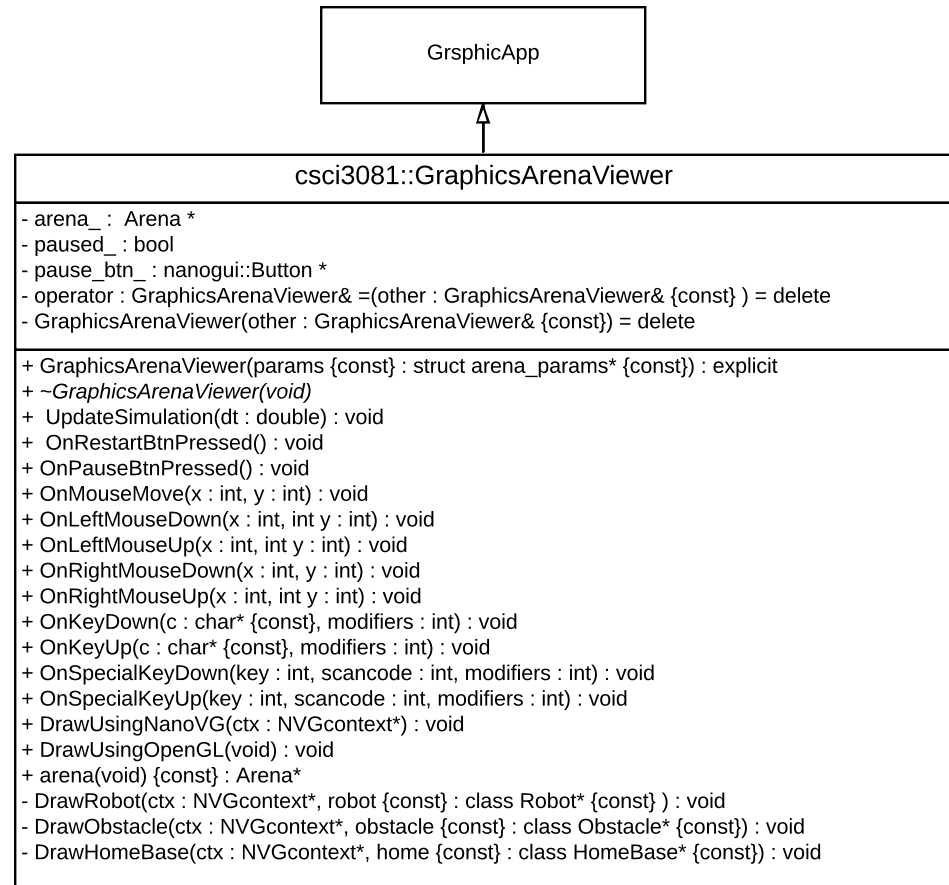 GrsphicApp
csci3081::GraphicsArenaViewer
- arena_ : Arena *
- paused_ : bool
- pause_btn_ : nanogui::Button *
- operator : GraphicsArenaViewer& =(other : GraphicsArenaViewer& {const} ) = delete
- GraphicsArenaViewer(other : GraphicsArenaViewer& {const}) = delete
+ GraphicsArenaViewer(params {const} : struct arena_params* {const}) : explicit
+ ~GraphicsArenaViewer(void)
+ UpdateSimulation(dt : double) : void
+ OnRestartBtnPressed() : void
+ OnPauseBtnPressed() : void
+ OnMouseMove(x : int, y : int) : void
+ OnLeftMouseDown(x : int, int y : int) : void
+ OnLeftMouseUp(x : int, int y : int) : void
+ OnRightMouseDown(x : int, y : int) : void
+ OnRightMouseUp(x : int, int y : int) : void
+ OnKeyDown(c : char* {const}, modifiers : int) : void
+ OnKeyUp(c : char* {const}, modifiers : int) : void
+ OnSpecialKeyDown(key : int, scancode : int, modifiers : int) : void
+ OnSpecialKeyUp(key : int, scancode : int, modifiers : int) : void
+ DrawUsingNanoVG(ctx : NVGcontext*) : void
+ DrawUsingOpenGL(void) : void
+ arena(void) {const} : Arena*
- DrawRobot(ctx : NVGcontext*, robot {const} : class Robot* {const} ) : void
- DrawObstacle(ctx : NVGcontext*, obstacle {const} : class Obstacle* {const}) : void
- DrawHomeBase(ctx : NVGcontext*, home {const} : class HomeBase* {const}) : void